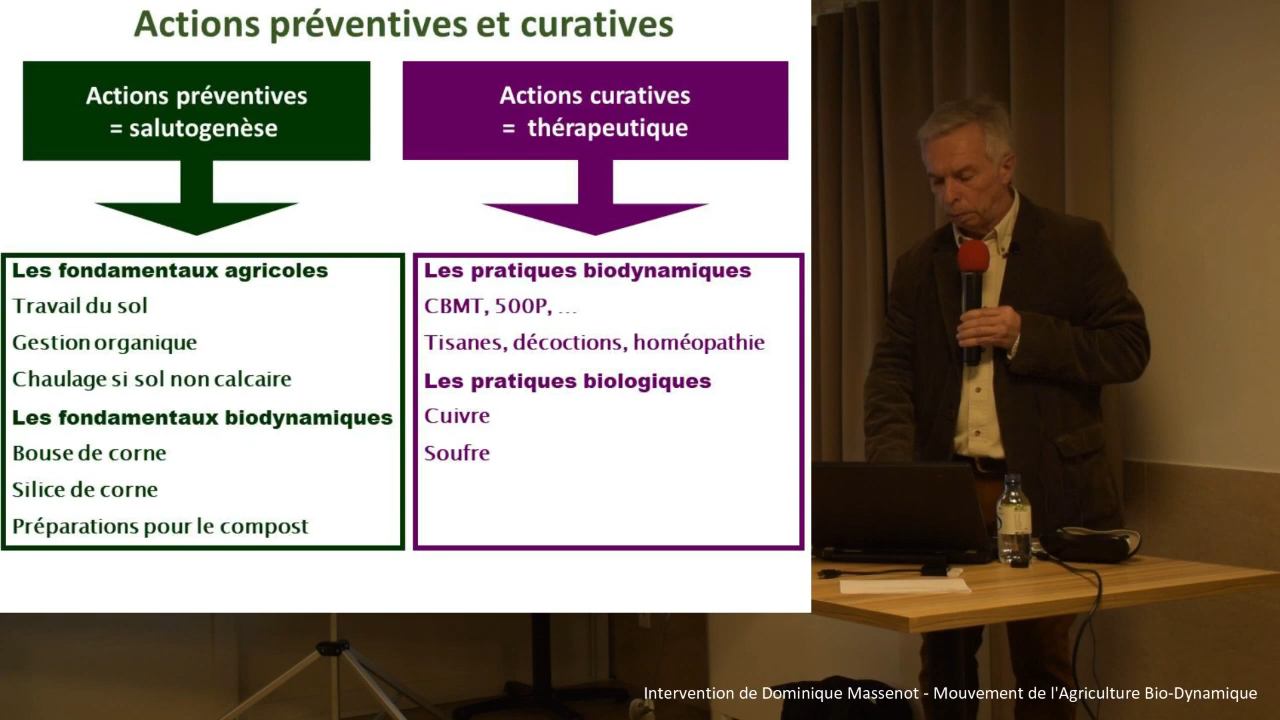 Actions préventives et curatives
Actions préventives
= salutogenèse
Actions curatives
= thérapeutique
Les fondamentaux agricoles
Travail du sol
Gestion organique
Chaulage si sol non calcaire
Les fondamentaux biodynamiques
Bouse de corne
Silice de corne
Préparations pour le compost
Les pratiques biodynamiques
CBMT, 500P, ...
Tisanes, décoctions, homéopathie
Les pratiques biologiques
Cuivre
Soufre
Intervention de Dominique Massenot - Mouvement de l'Agriculture Bio-Dynamique